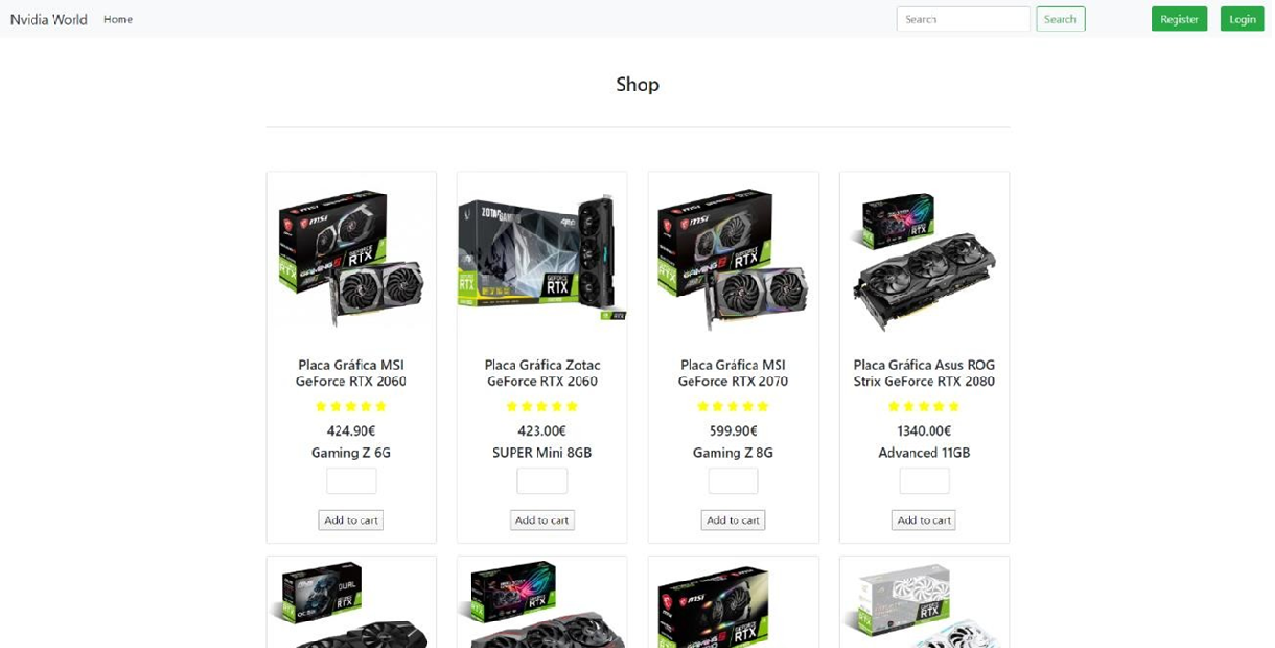 Nvidia World Home Search Search Register Login
Shop
Placa Gráfica MSI
GeForce RTX 2060
424.90€
Gaming Z 6G
Add to cart
Placa Gráfica Zotac
GeForce RTX 2060
423.00€
SUPER Mini 8GB
Add to cart
Placa Gráfica MSI
GeForce RTX 2070
599.90€
Gaming Z 8G
Add to cart
Placa Gráfica Asus ROG
Strix GeForce RTX 2080
1340.00€
Advanced 11GB
Add to cart